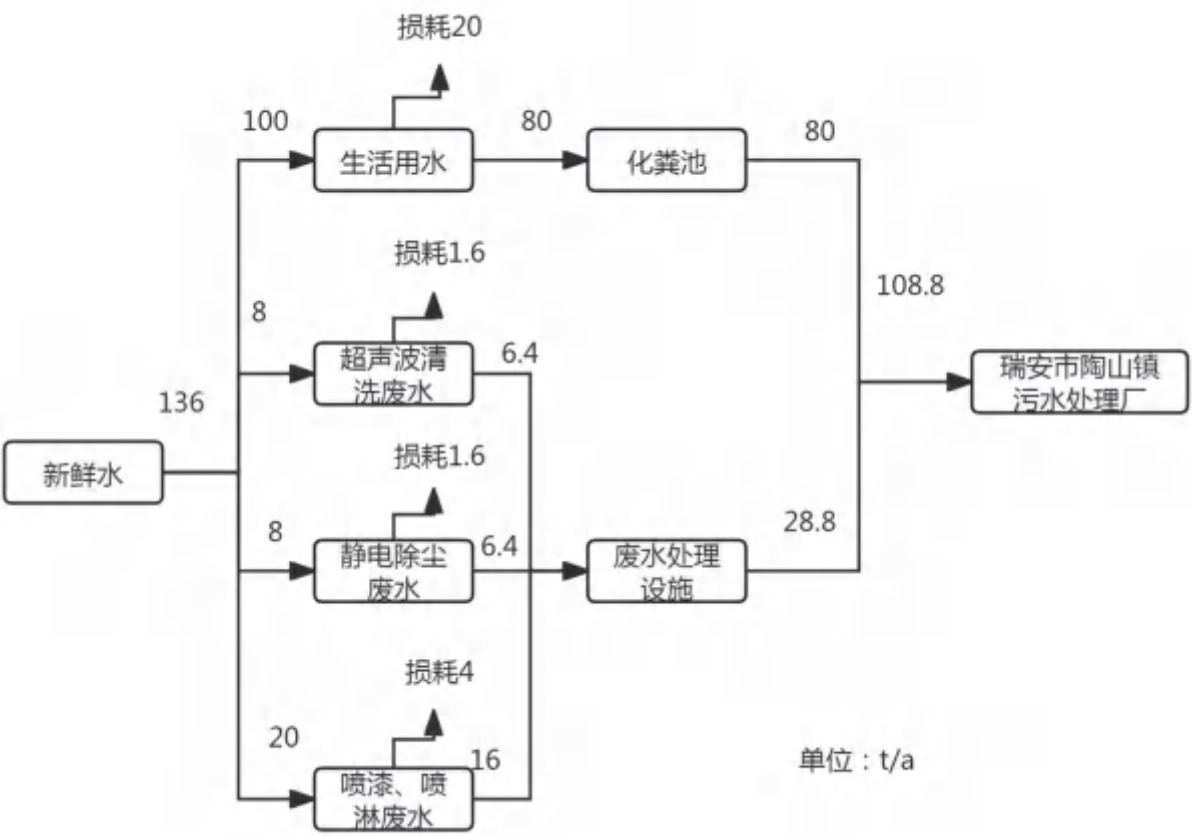 损耗20
100
生活用水
80
化粪池
80
损耗1.6
8
超声波清
洗废水
6.4
108.8
瑞安市陶山镇
污水处理厂
136
新鲜水
损耗1.6
8
静电除尘
废水
6.4
废水处理
设施
28.8
损耗4
20
喷漆、喷
淋废水
16
单位：t/a